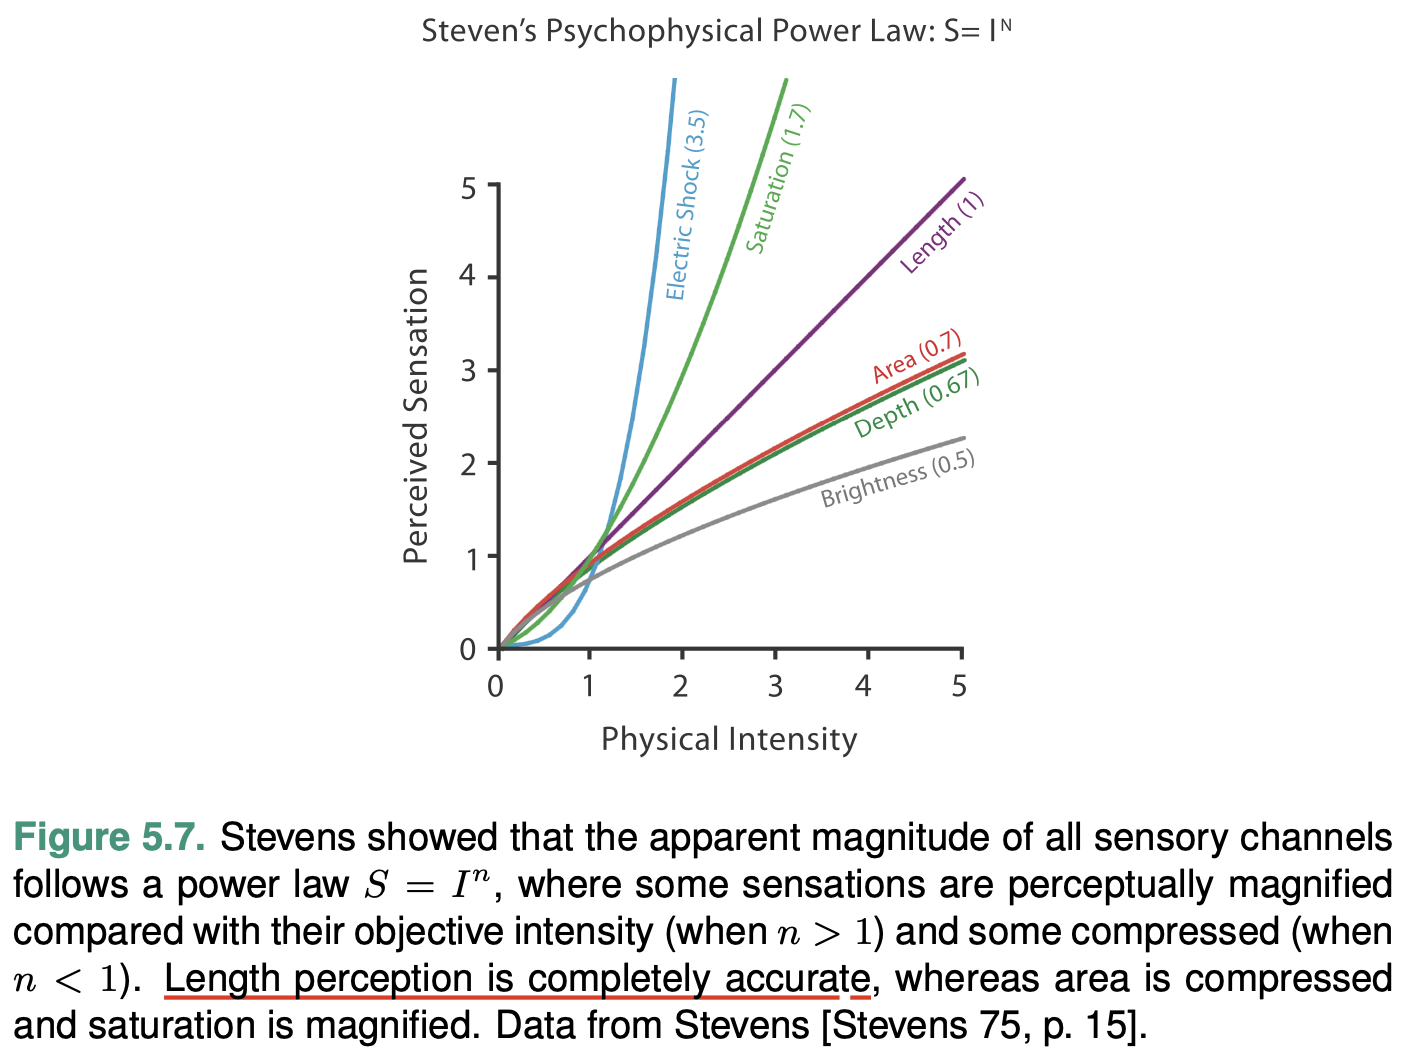 Steven's Psychophysical Power Law: S= I^N
Electric Shock (3.5)
Saturation (1.7)
Length (1)
Area (0.7)
Depth (0.67)
Brightness (0.5)
Perceived Sensation
5
4
3
2
1
0
0 1 2 3 4 5
Physical Intensity
Figure 5.7. Stevens showed that the apparent magnitude of all sensory channels
follows a power law S = I^n, where some sensations are perceptually magnified
compared with their objective intensity (when n > 1) and some compressed (when
n < 1). Length perception is completely accurate, whereas area is compressed
and saturation is magnified. Data from Stevens [Stevens 75, p. 15].